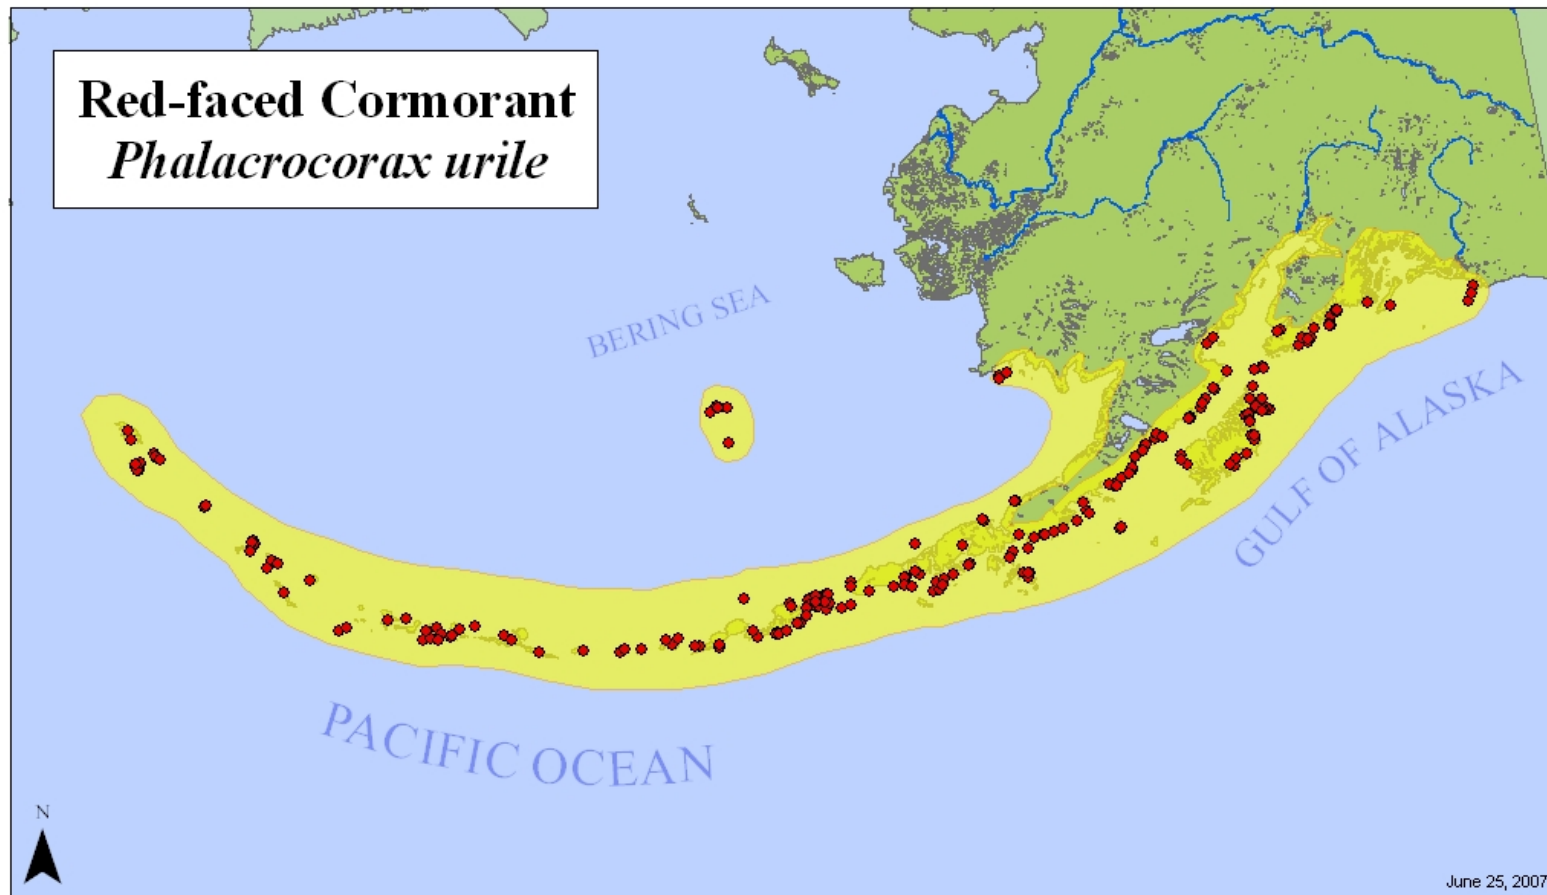 Red-faced Cormorant
Phalacrocorax urile
BERING SEA
GULF OF ALASKA
PACIFIC OCEAN
N
June 25, 2007